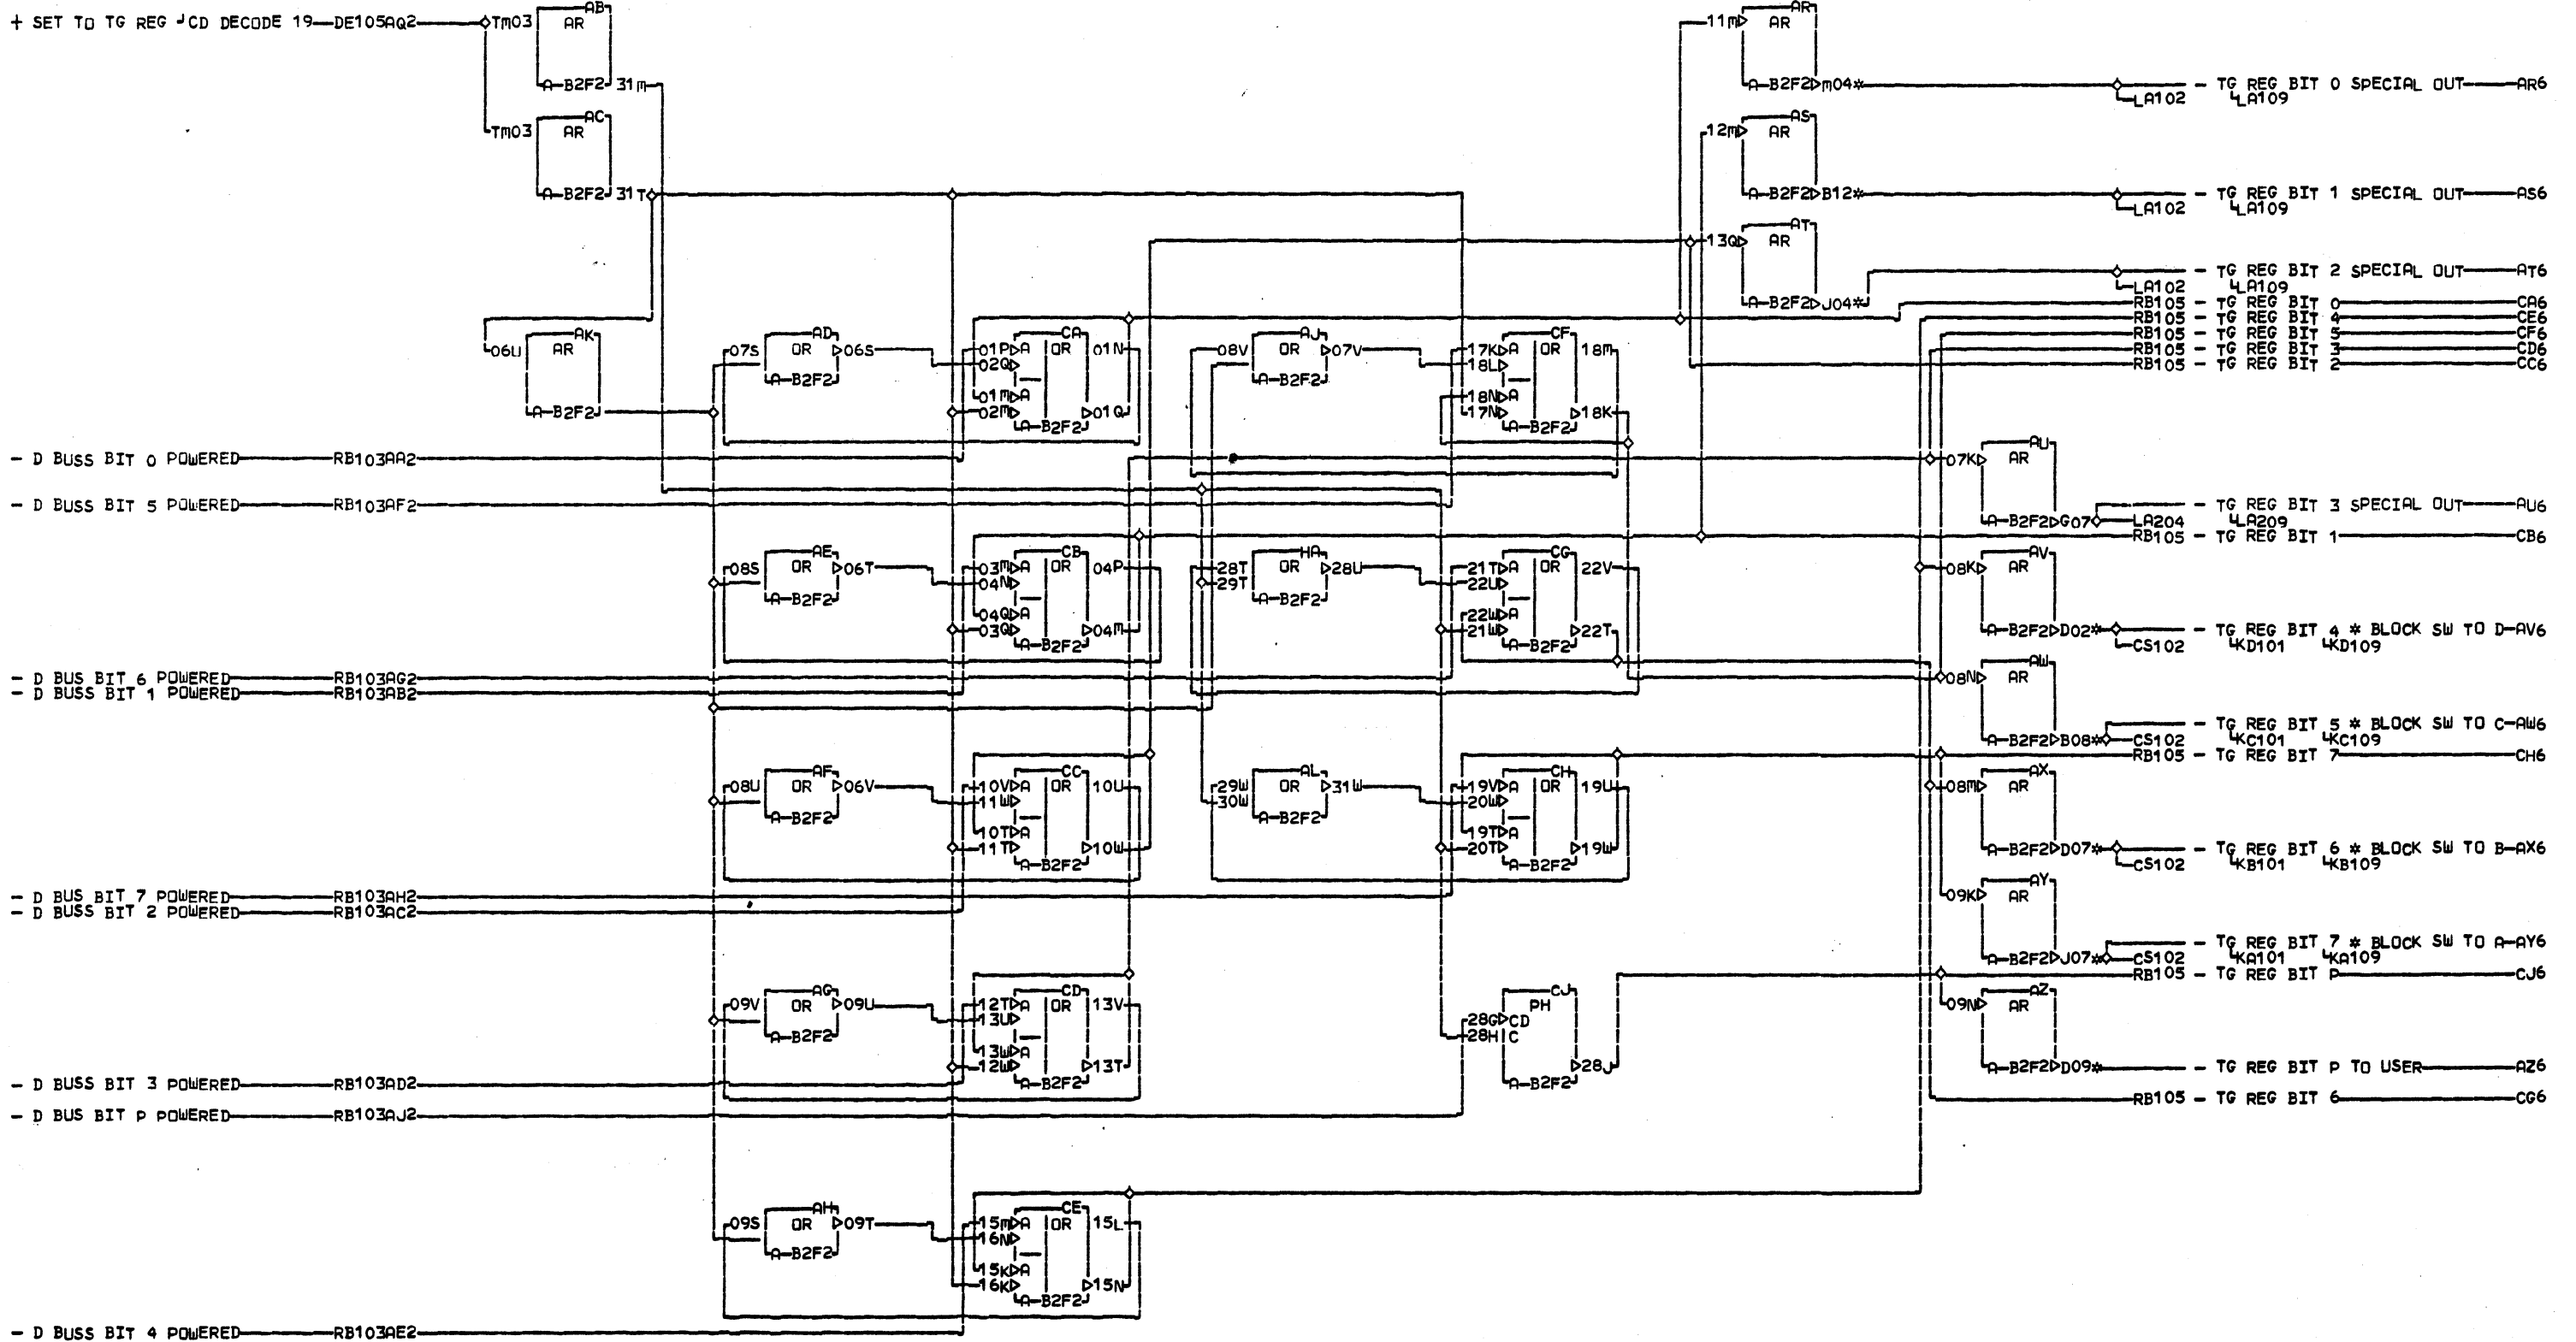 + SET TO TG REG ┘CD DECODE 19 DE105AQ2 TM03 AB AR A B2F2 31M
TM03 AC AR A B2F2 31T
11M AR AR A B2F2 M04* LA102 - TG REG BIT 0 SPECIAL OUT AR6
LA109
12M AS AR A B2F2 B12* LA102 - TG REG BIT 1 SPECIAL OUT AS6
LA109
13Q AT AR A B2F2 J04* LA102 - TG REG BIT 2 SPECIAL OUT AT6
LA109
RB105 - TG REG BIT 0 CA6
RB105 - TG REG BIT 4 CE6
RB105 - TG REG BIT 5 CF6
RB105 - TG REG BIT 3 CD6
RB105 - TG REG BIT 2 CC6
06U AK AR A B2F2
07S AD OR 06S A B2F2
01P A CA OR 01N
02Q
01M A
02M 01Q
A B2F2
08V AJ OR 07V A B2F2
17K A CF OR 18M
18L
18N A
17N 18K
A B2F2
- D BUSS BIT 0 POWERED RB103AA2
07K AU AR A B2F2 G07 LA204 - TG REG BIT 3 SPECIAL OUT AU6
LA209
- D BUSS BIT 5 POWERED RB103AF2
RB105 - TG REG BIT 1 CB6
08S AE OR 06T A B2F2
03M A CB OR 04P
04N
04Q A
03Q 04M
A B2F2
28T HA OR 28U
29T
A B2F2
21T A CG OR 22V
22U
22W A
21W 22T
A B2F2
08K AV AR A B2F2 D02* CS102 - TG REG BIT 4 * BLOCK SW TO D AV6
KD101 KD109
- D BUS BIT 6 POWERED RB103AG2
- D BUSS BIT 1 POWERED RB103AB2
08N AW AR A B2F2 B08* CS102 - TG REG BIT 5 * BLOCK SW TO C AW6
KC101 KC109
RB105 - TG REG BIT 7 CH6
08U AF OR 06V A B2F2
10V A CC OR 10U
11W
10T A
11T 10W
A B2F2
29W AL OR 31W
30W
A B2F2
19V A CH OR 19U
20W
19T A
20T 19W
A B2F2
08M AX AR A B2F2 D07* CS102 - TG REG BIT 6 * BLOCK SW TO B AX6
KB101 KB109
- D BUS BIT 7 POWERED RB103AH2
- D BUSS BIT 2 POWERED RB103AC2
09K AY AR A B2F2 J07* CS102 - TG REG BIT 7 * BLOCK SW TO A AY6
KA101 KA109
RB105 - TG REG BIT P CJ6
09V AG OR 09U A B2F2
12T A CD OR 13V
13U
13W A
12W 13T
A B2F2
CJ PH
28G CD
28H C
28J
A B2F2
09N AZ AR A B2F2 D09* - TG REG BIT P TO USER AZ6
- D BUSS BIT 3 POWERED RB103AD2
RB105 - TG REG BIT 6 CG6
- D BUS BIT P POWERED RB103AJ2
09S AH OR 09T A B2F2
15M A CE OR 15L
16N
15K A
16K 15N
A B2F2
- D BUSS BIT 4 POWERED RB103AE2